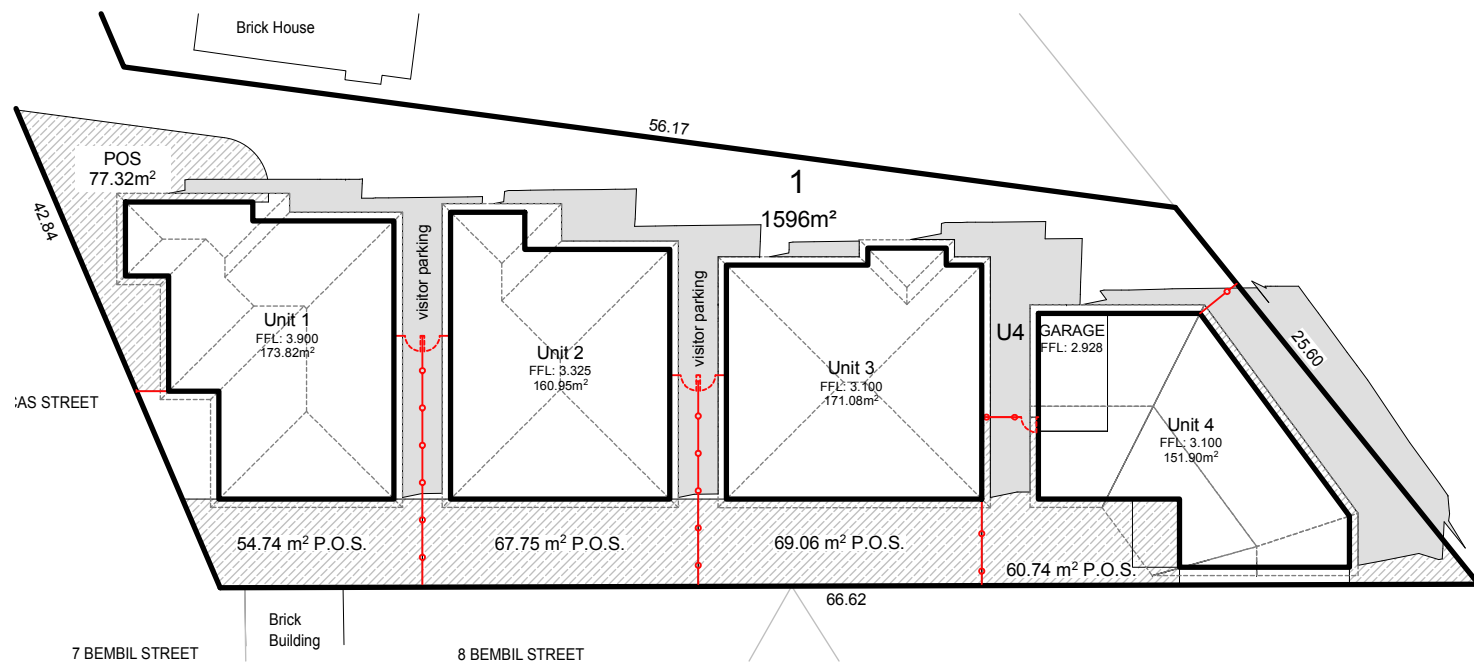 Brick House
56.17
POS
77.32m²
1
1596m²
42.84
visitor parking
visitor parking
Unit 1
FFL: 3.900
173.82m²
Unit 2
FFL: 3.325
160.95m²
Unit 3
FFL: 3.100
171.08m²
U4
GARAGE
FFL: 2.928
25.60
Unit 4
FFL: 3.100
151.90m²
CAS STREET
54.74 m² P.O.S.
67.75 m² P.O.S.
69.06 m² P.O.S.
60.74 m² P.O.S.
66.62
Brick
Building
7 BEMBIL STREET
8 BEMBIL STREET